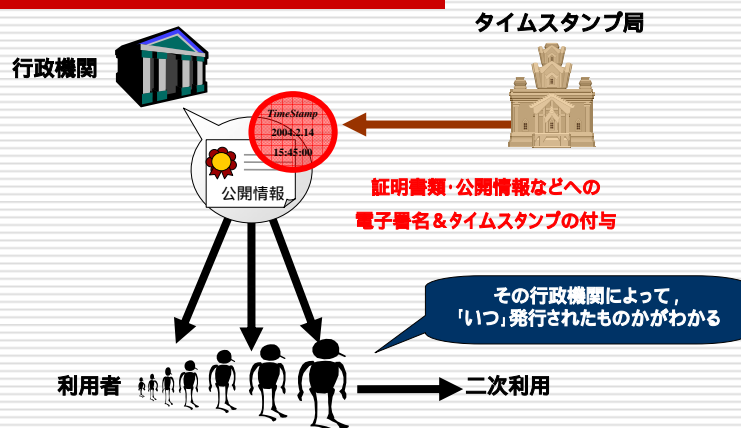 タイムスタンプ局
行政機関
TimeStamp
2004.2.14
15:45:00
公開情報
証明書類･公開情報などへの
電子署名＆タイムスタンプの付与
その行政機関によって，
｢いつ｣発行されたものかがわかる
利用者
二次利用